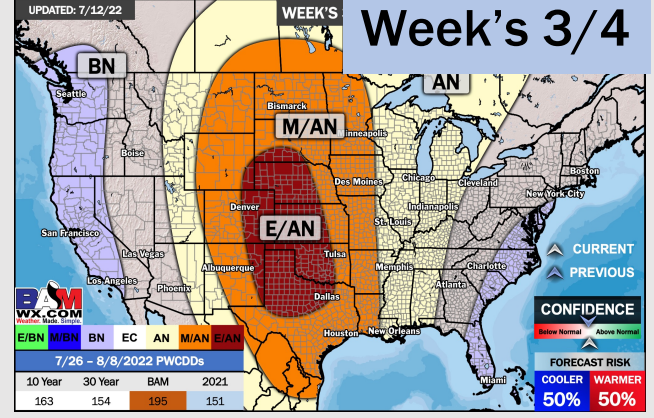 UPDATED: 7/12/22
WEEK'S
Week's 3/4
BN
AN
Seattle
Bismarck
M/AN
Minneapolis
Boise
Boston
Des Moines
Chicago
Cleveland
New York City
Denver
Indianapolis
E/AN
St. Louis
San Francisco
Las Vegas
Tulsa
CURRENT
Albuquerque
Memphis
Charlotte
PREVIOUS
Los Angeles
Phoenix
Dallas
Atlanta
BAM
WX.COM
Weather. Made. Simple.
CONFIDENCE
Below Normal
Above Normal
Houston
New Orleans
E/BN M/BN BN EC AN M/AN E/AN
7/26 – 8/8/2022 PWCDDs
FORECAST RISK
10 Year 30 Year BAM 2021
163 154 195 151
Miami
COOLER WARMER
50% 50%